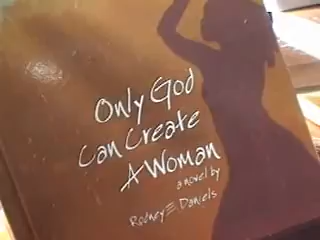 Only God
Can Create
A Woman
a novel by
Rodney Daniels